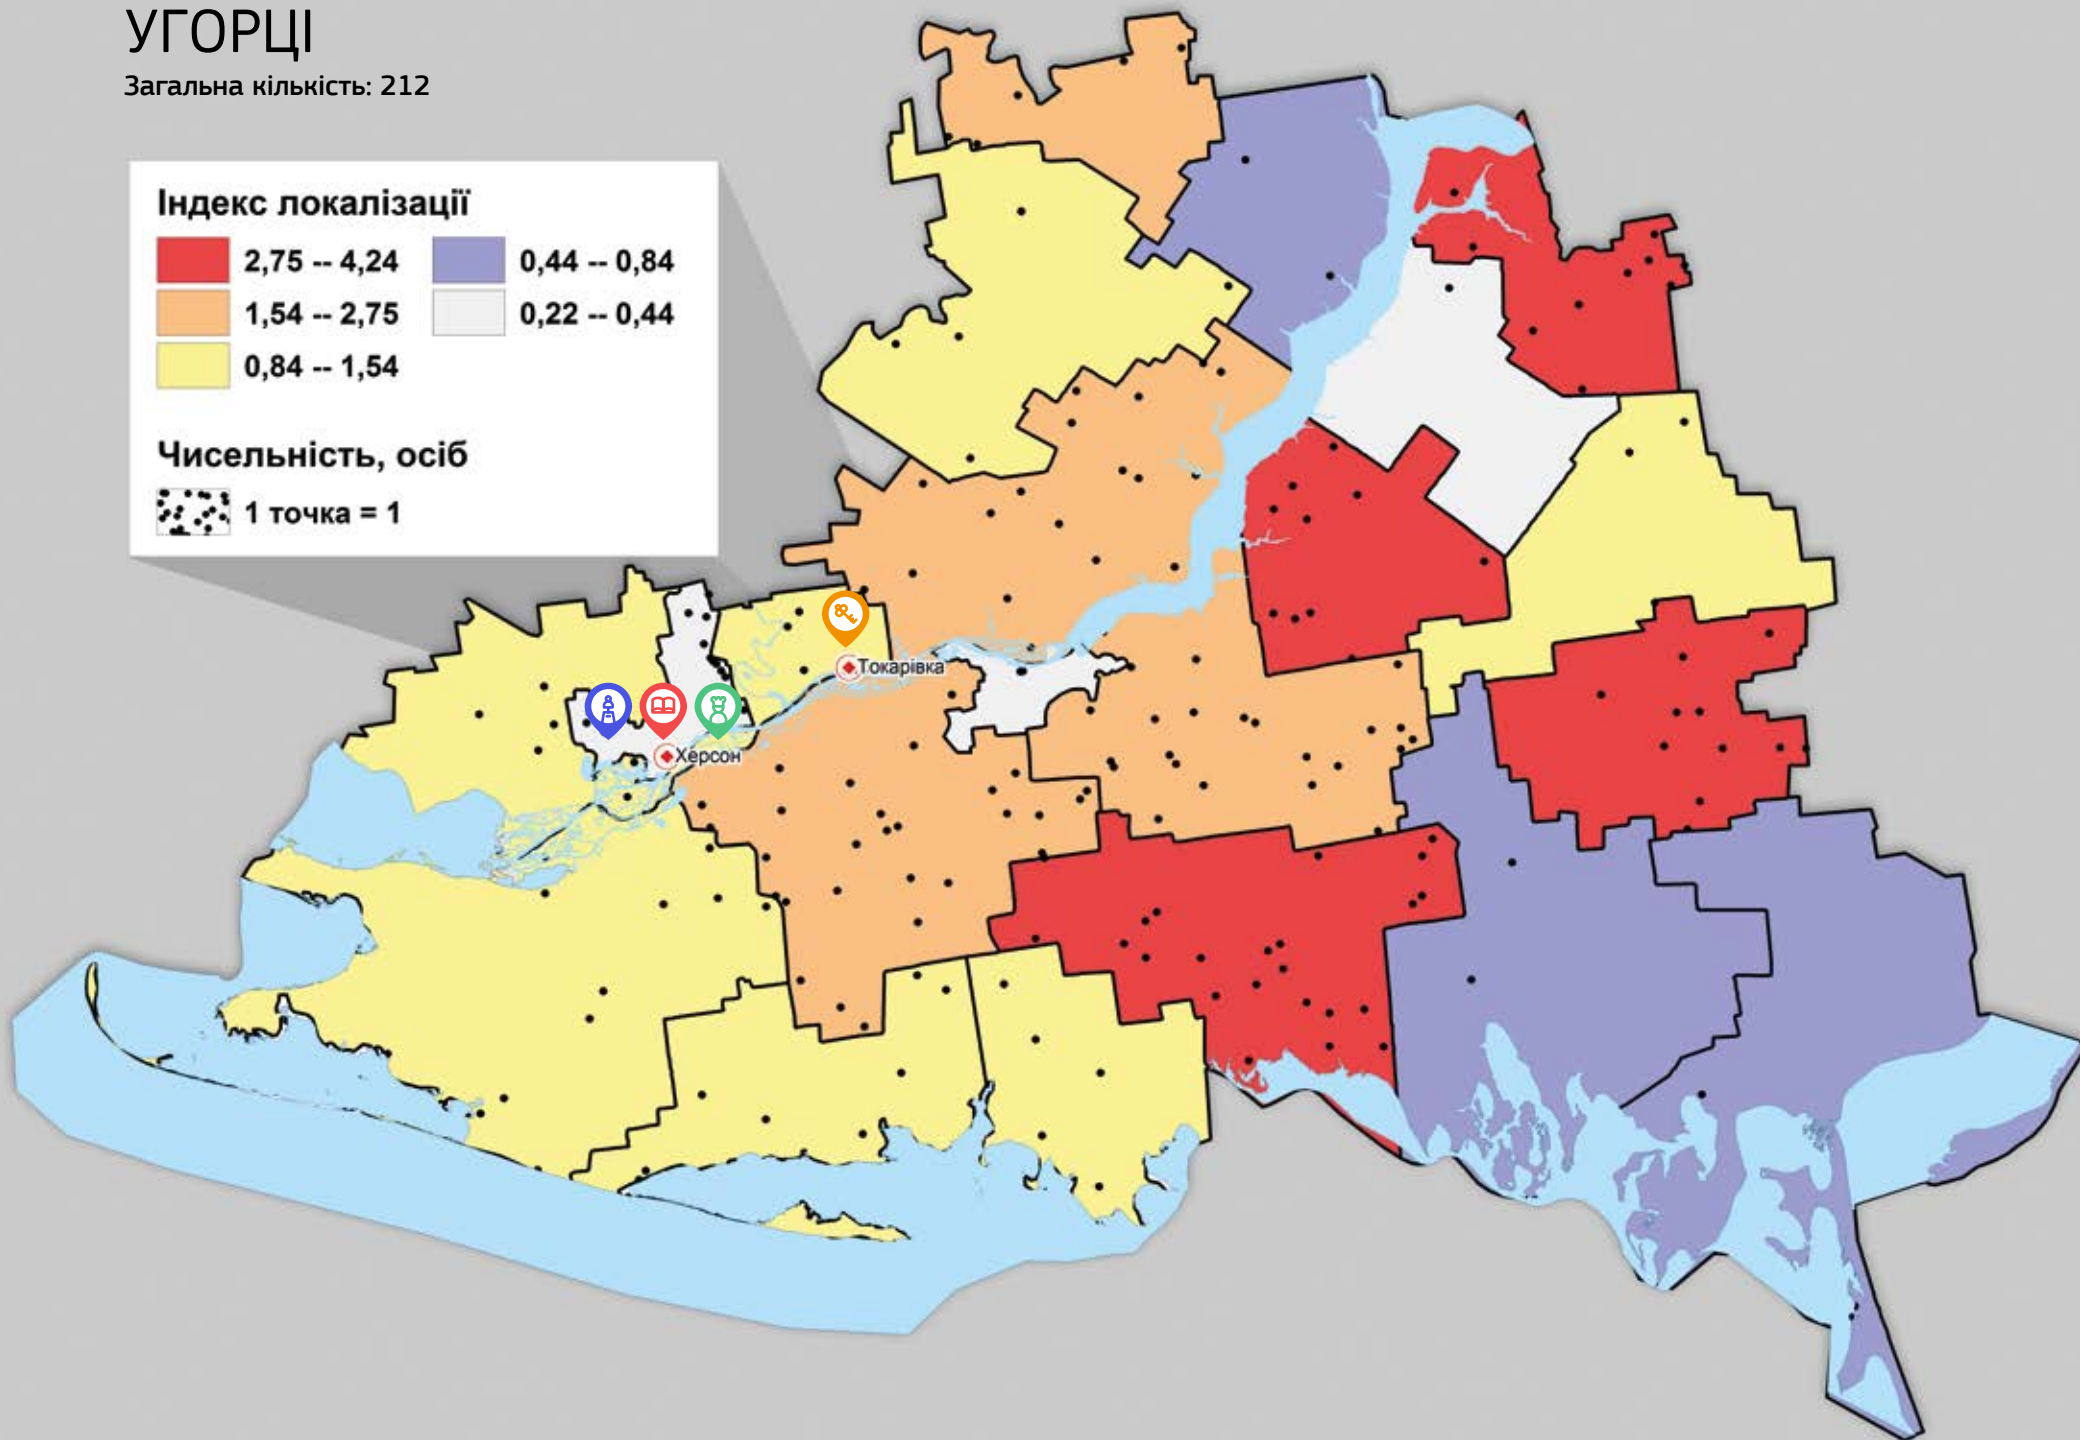 УГОРЦІ
Загальна кількість: 212
Індекс локалізації
2,75 -- 4,24
0,44 -- 0,84
1,54 -- 2,75
0,22 -- 0,44
0,84 -- 1,54
Чисельність, осіб
1 точка = 1
Токарівка
Херсон